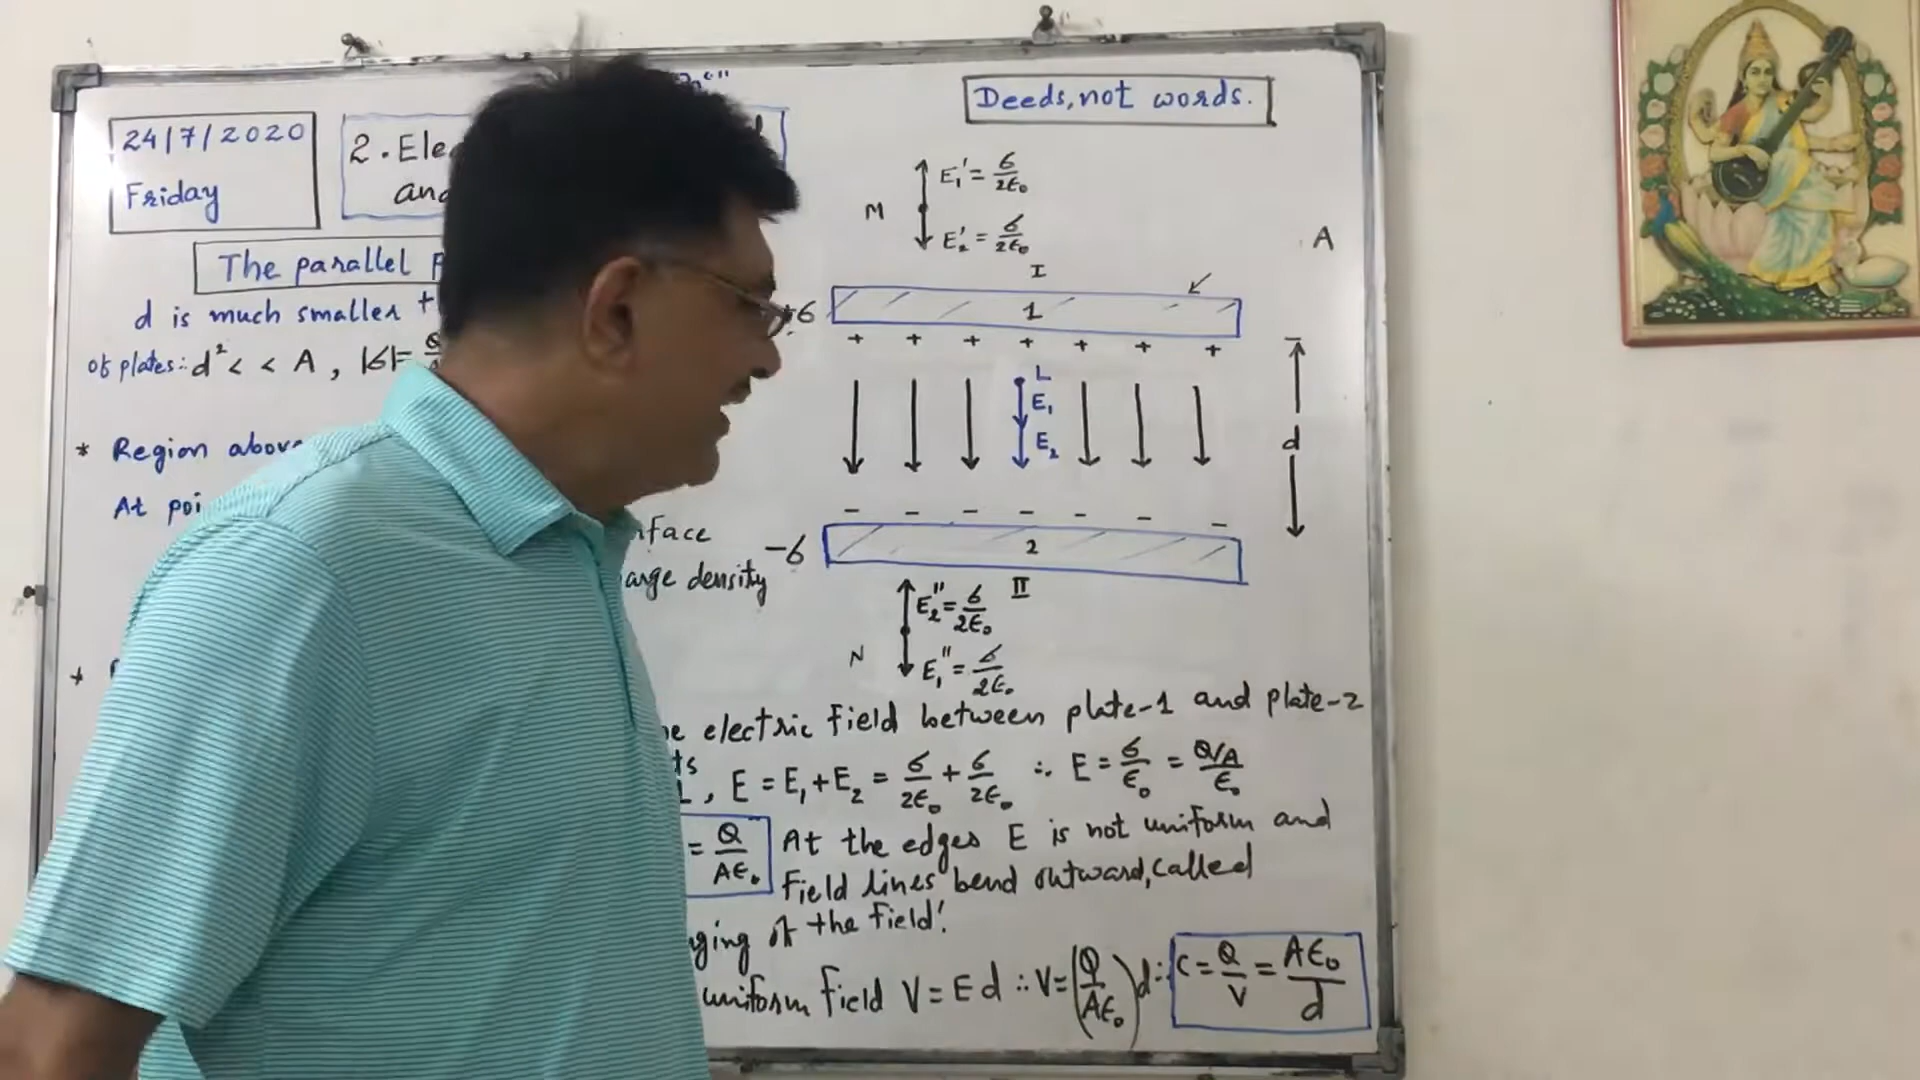 24/7/2020
Friday
2. Ele
and
Deeds, not words.
The parallel
d is much smaller
of plates ∴ d² < < A , |σ| =
* Region above
At poi
M
E₁' = σ/2ε₀
E₂' = σ/2ε₀
A
I
+σ
1
+ + + + + + +
L
E₁
E₂
d
- - - - - - -
-σ
2
II
E₂'' = σ/2ε₀
N
E₁'' = σ/2ε₀
face
arge density
electric field between plate-1 and plate-2
, E = E₁ + E₂ = σ/2ε₀ + σ/2ε₀ ∴ E = σ/ε₀ = Q/A/ε₀
= Q/Aε₀
At the edges E is not uniform and
field lines bend outward, called
ging of the field'.
uniform field V = E d ∴ V = (Q/Aε₀) d ∴ C = Q/V = Aε₀/d